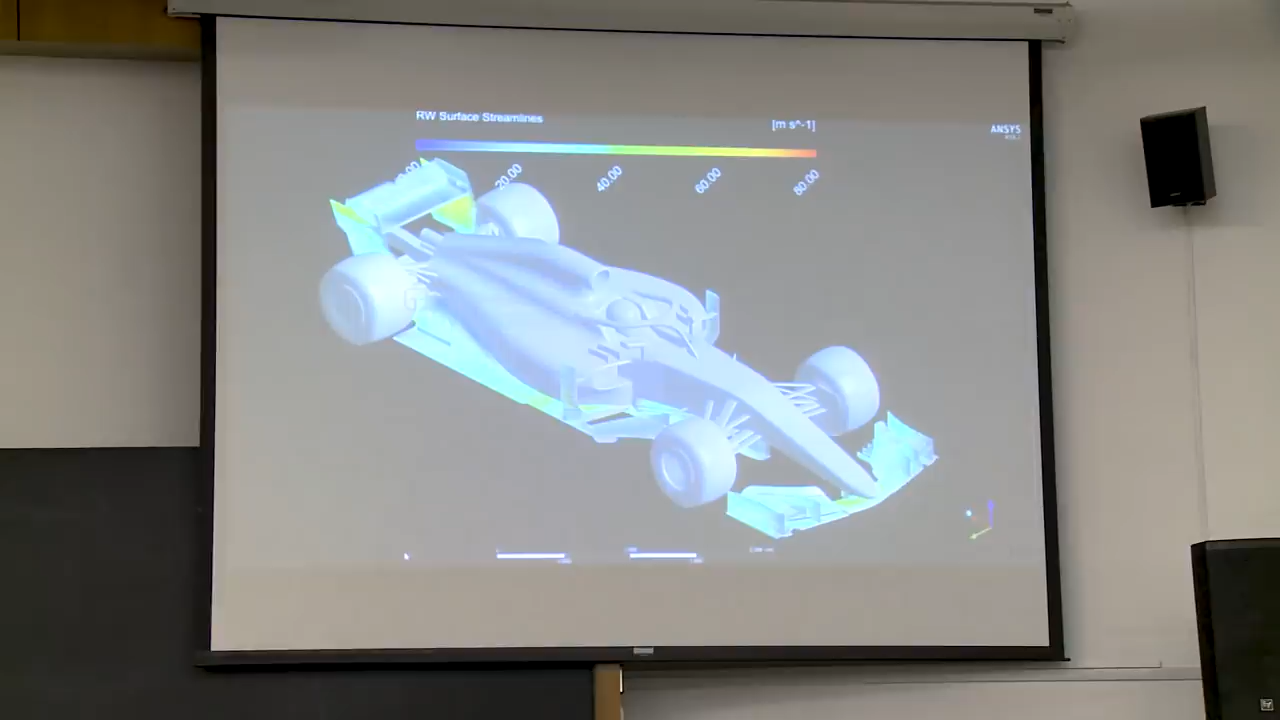 RW Surface Streamlines
[m s^-1]
ANSYS
20.00
40.00
60.00
80.00